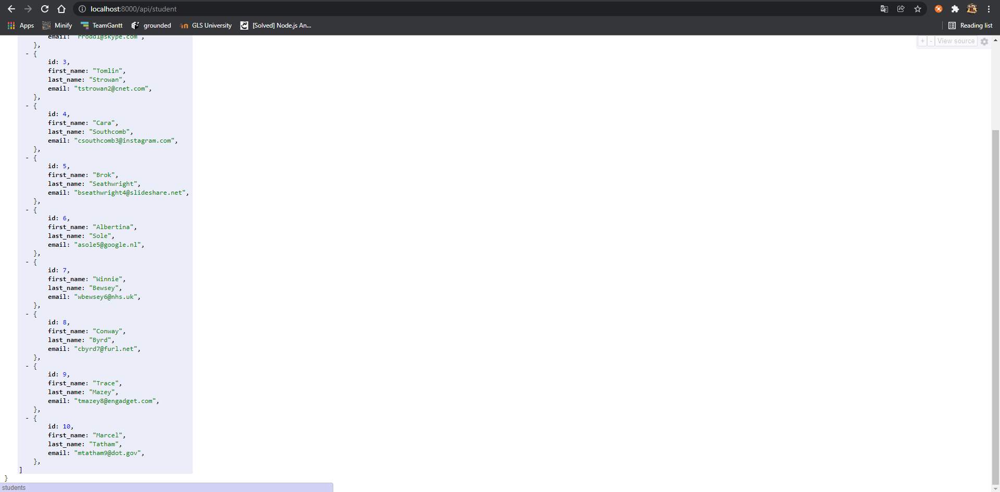 localhost:8000/api/student
Apps Minify TeamGantt grounded GLS University [Solved] Node.js An... Reading list
+ - View source
email: "rrodd1@skype.com",
},
- {
id: 3,
first_name: "Tomlin",
last_name: "Strowan",
email: "tstrowan2@cnet.com",
},
- {
id: 4,
first_name: "Cara",
last_name: "Southcomb",
email: "csouthcomb3@instagram.com",
},
- {
id: 5,
first_name: "Brok",
last_name: "Seathwright",
email: "bseathwright4@slideshare.net",
},
- {
id: 6,
first_name: "Albertina",
last_name: "Sole",
email: "asole5@google.nl",
},
- {
id: 7,
first_name: "Winnie",
last_name: "Bewsey",
email: "wbewsey6@nhs.uk",
},
- {
id: 8,
first_name: "Conway",
last_name: "Byrd",
email: "cbyrd7@furl.net",
},
- {
id: 9,
first_name: "Trace",
last_name: "Mazey",
email: "tmazey8@engadget.com",
},
- {
id: 10,
first_name: "Marcel",
last_name: "Tatham",
email: "mtatham9@dot.gov",
},
]
}
students